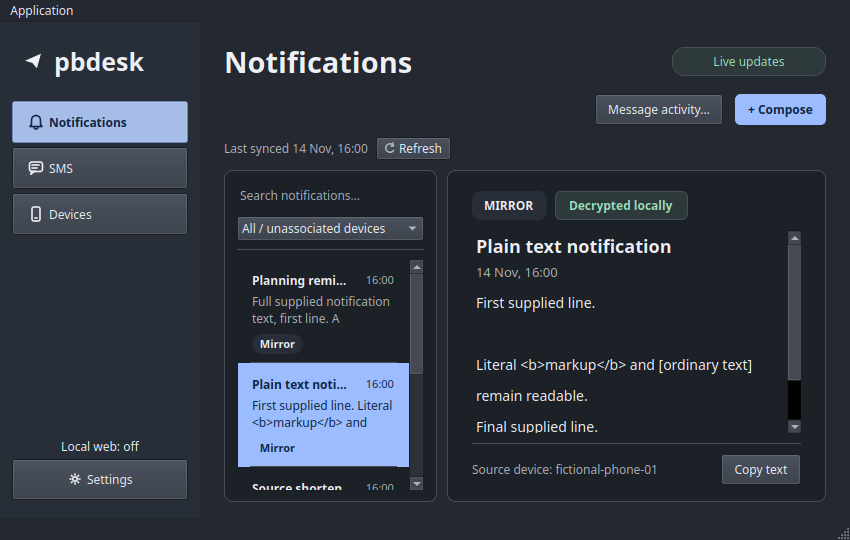 Application
pbdesk
Notifications
SMS
Devices
Local web: off
Settings
Notifications
Live updates
Message activity...
+ Compose
Last synced 14 Nov, 16:00
Refresh
Search notifications...
All / unassociated devices
Planning remi... 16:00
Full supplied notification
text, first line. A
Mirror
Plain text noti... 16:00
First supplied line. Literal
<b>markup</b> and
Mirror
Source shorten 16:00
MIRROR
Decrypted locally
Plain text notification
14 Nov, 16:00
First supplied line.
Literal <b>markup</b> and [ordinary text]
remain readable.
Final supplied line.
Source device: fictional-phone-01
Copy text